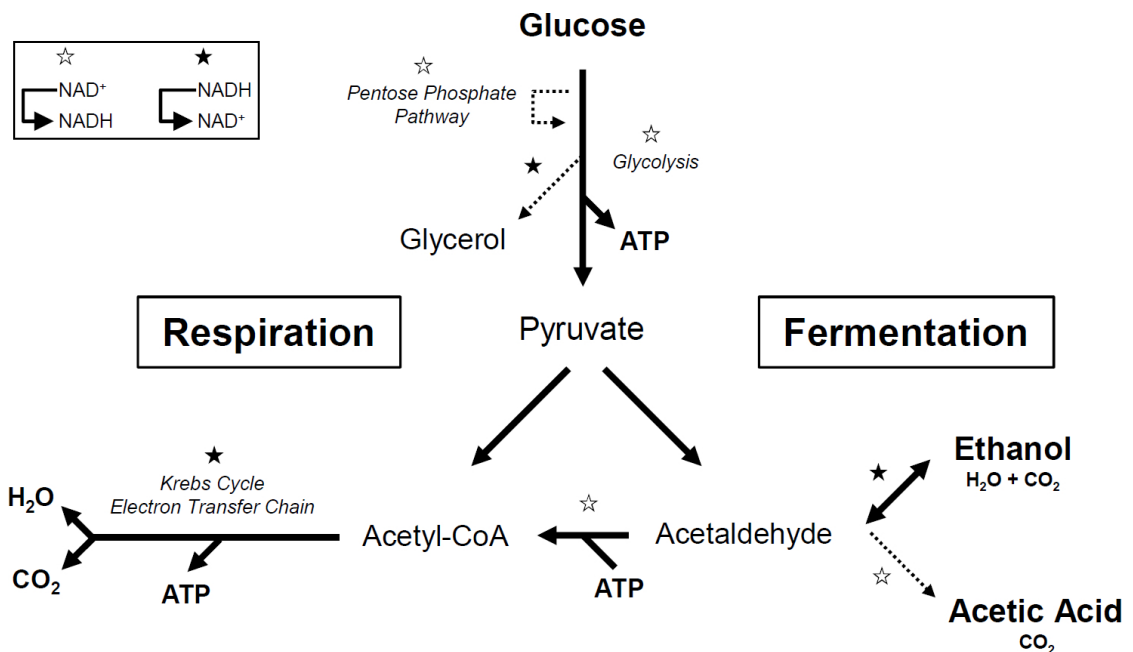 Glucose
☆ ★
NAD⁺ NADH
NADH NAD⁺
☆
Pentose Phosphate
Pathway
☆
Glycolysis
★
Glycerol
ATP
Respiration
Pyruvate
Fermentation
★
Krebs Cycle
Electron Transfer Chain
H₂O
CO₂
ATP
Acetyl-CoA
☆
ATP
Acetaldehyde
★
Ethanol
H₂O + CO₂
☆
Acetic Acid
CO₂